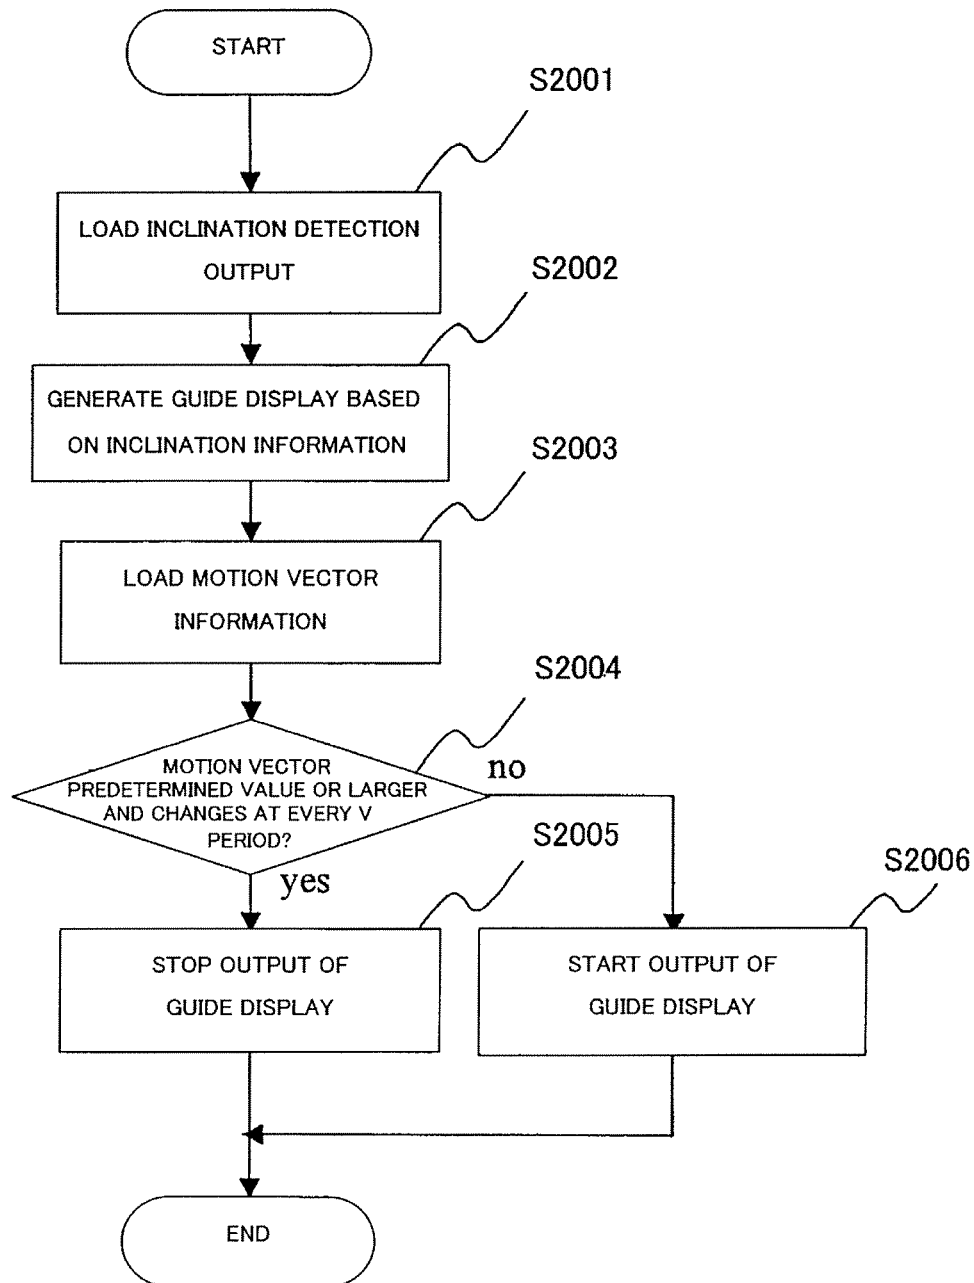 START
S2001
LOAD INCLINATION DETECTION
OUTPUT
S2002
GENERATE GUIDE DISPLAY BASED
ON INCLINATION INFORMATION
S2003
LOAD MOTION VECTOR
INFORMATION
S2004
MOTION VECTOR
PREDETERMINED VALUE OR LARGER
AND CHANGES AT EVERY V
PERIOD?
no
yes
S2005
STOP OUTPUT OF
GUIDE DISPLAY
S2006
START OUTPUT OF
GUIDE DISPLAY
END